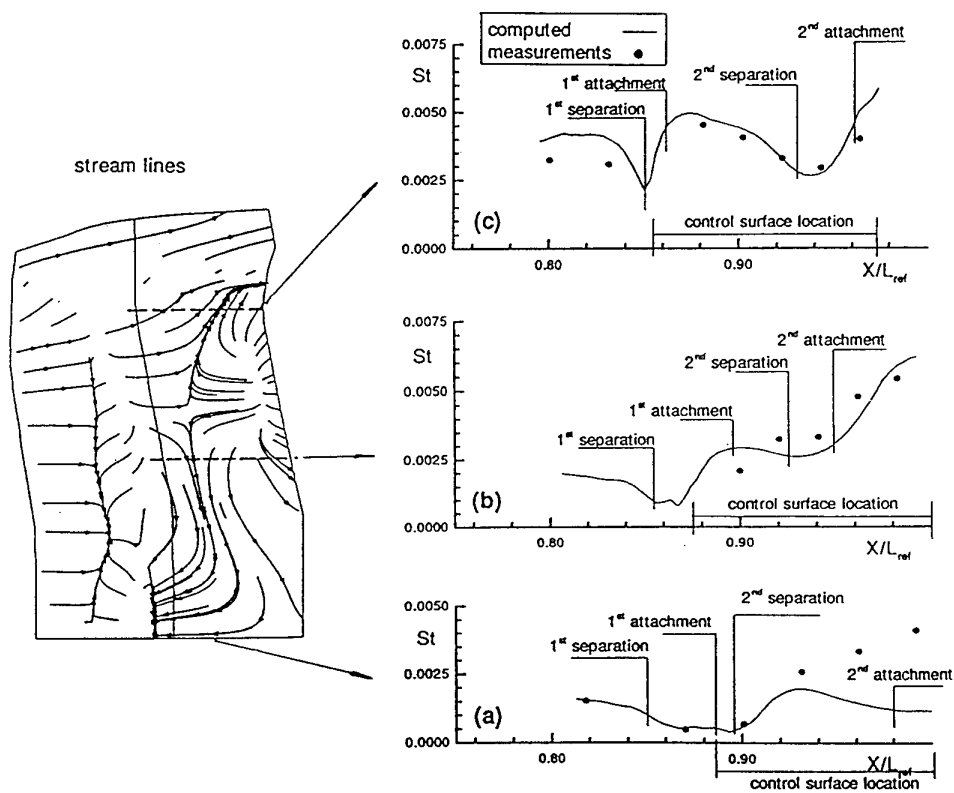 computed
measurements
0.0075
St
0.0050
0.0025
0.0000
1st separation
1st attachment
2nd separation
2nd attachment
(c)
control surface location
0.80
0.90
X/Lref
stream lines
0.0075
St
0.0050
0.0025
0.0000
1st separation
1st attachment
2nd separation
2nd attachment
(b)
control surface location
0.80
0.90
X/Lref
0.0050
St
0.0025
0.0000
1st separation
1st attachment
2nd separation
2nd attachment
(a)
0.80
0.90
X/Lref
control surface location